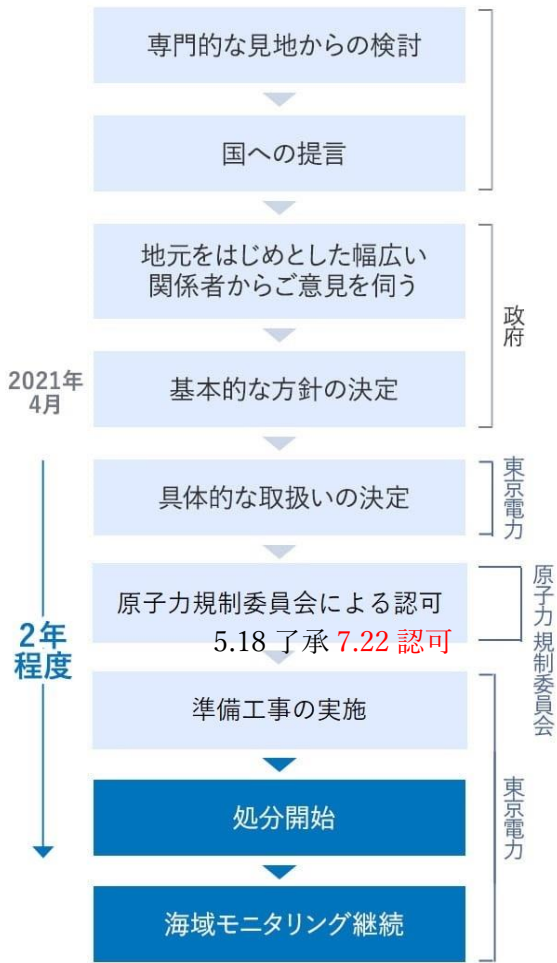 専門的な見地からの検討
国への提言
地元をはじめとした幅広い
関係者からご意見を伺う
政府
2021年
4月
基本的な方針の決定
具体的な取扱いの決定
東京電力
原子力規制委員会による認可
5.18 了承 7.22 認可
原子力規制委員会
2年
程度
準備工事の実施
処分開始
東京電力
海域モニタリング継続